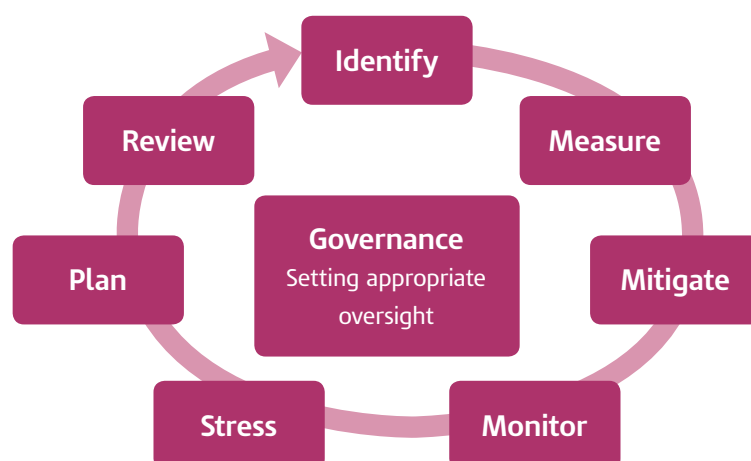 Identify
Measure
Mitigate
Monitor
Stress
Plan
Review
Governance
Setting appropriate
oversight